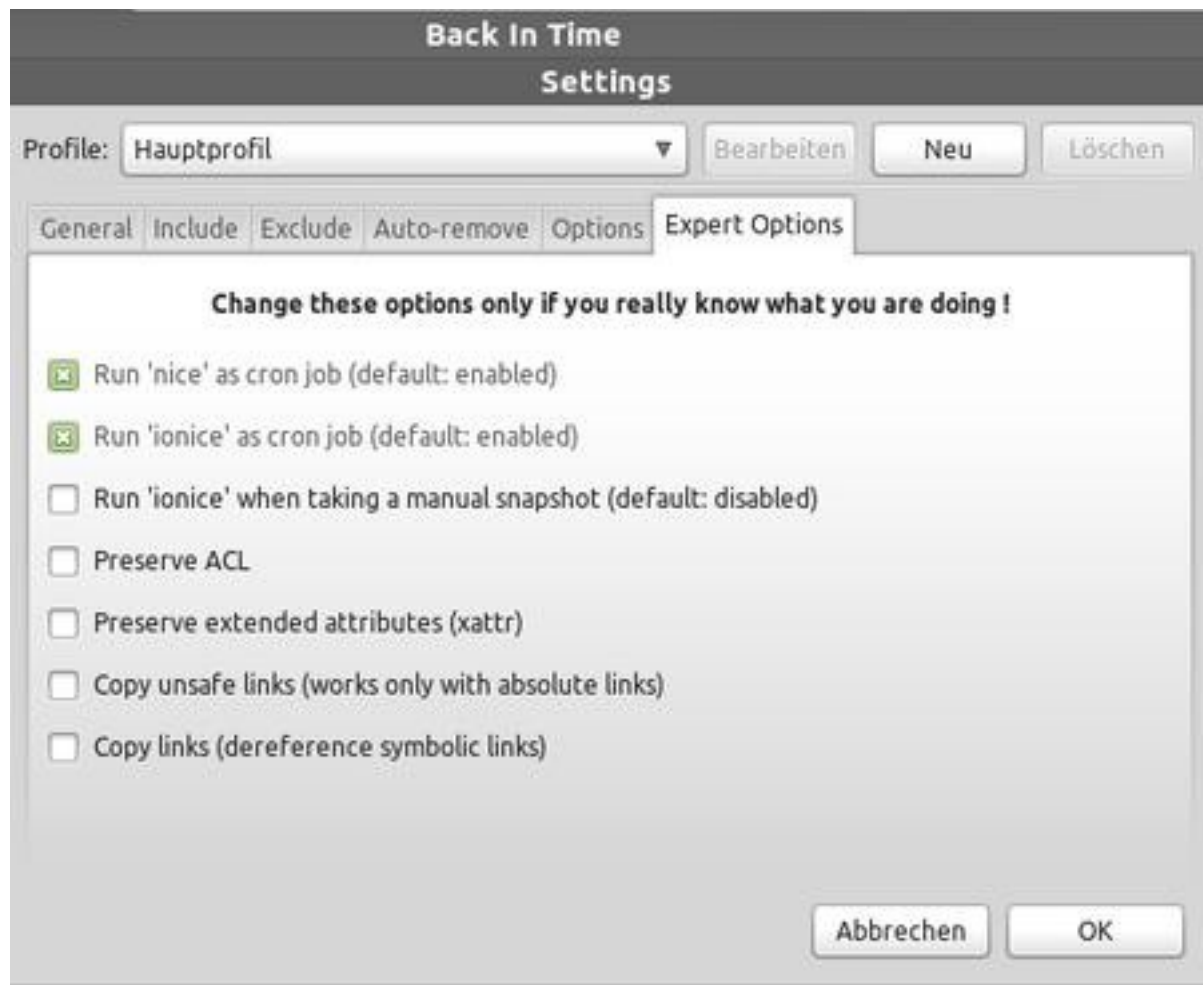 Back In Time
Settings
Profile: Hauptprofil Bearbeiten Neu Löschen
General Include Exclude Auto-remove Options Expert Options
Change these options only if you really know what you are doing !
Run 'nice' as cron job (default: enabled)
Run 'ionice' as cron job (default: enabled)
Run 'ionice' when taking a manual snapshot (default: disabled)
Preserve ACL
Preserve extended attributes (xattr)
Copy unsafe links (works only with absolute links)
Copy links (dereference symbolic links)
Abbrechen OK